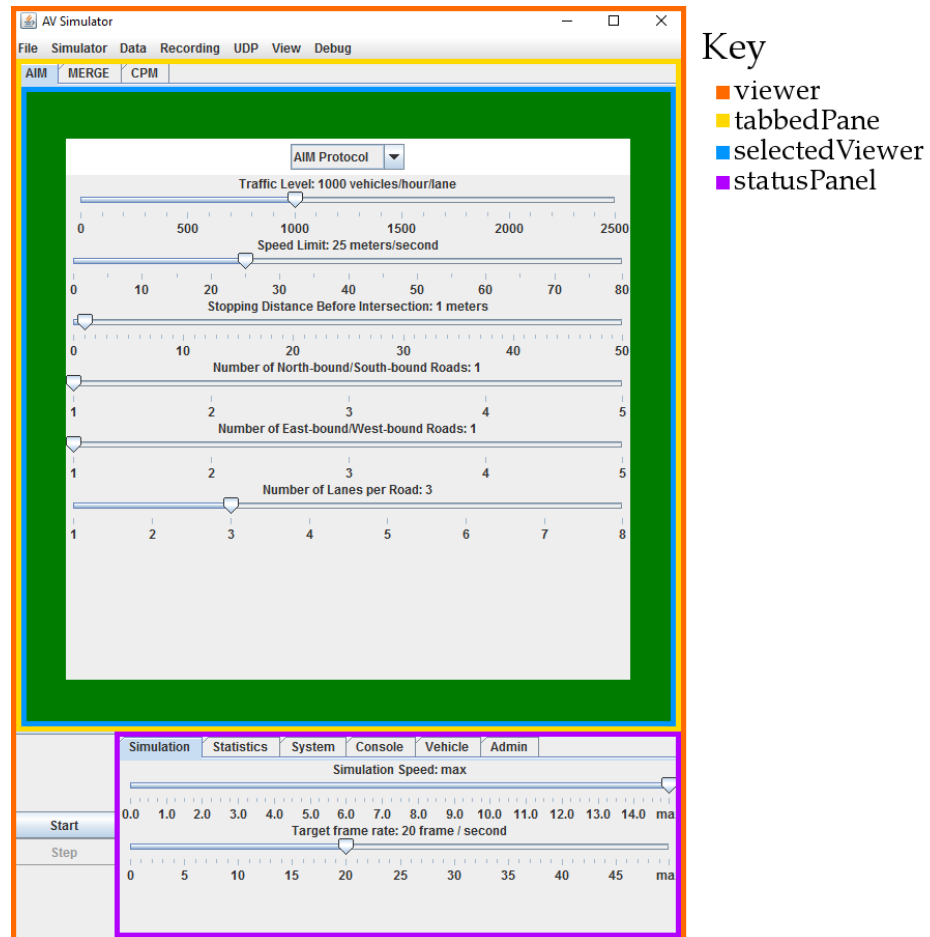 AV Simulator
File Simulator Data Recording UDP View Debug
AIM MERGE CPM
AIM Protocol
Traffic Level: 1000 vehicles/hour/lane
0 500 1000 1500 2000 2500
Speed Limit: 25 meters/second
0 10 20 30 40 50 60 70 80
Stopping Distance Before Intersection: 1 meters
0 10 20 30 40 50
Number of North-bound/South-bound Roads: 1
1 2 3 4 5
Number of East-bound/West-bound Roads: 1
1 2 3 4 5
Number of Lanes per Road: 3
1 2 3 4 5 6 7 8
Simulation Statistics System Console Vehicle Admin
Simulation Speed: max
0.0 1.0 2.0 3.0 4.0 5.0 6.0 7.0 8.0 9.0 10.0 11.0 12.0 13.0 14.0 ma
Target frame rate: 20 frame / second
0 5 10 15 20 25 30 35 40 45 ma
Start
Step
Key
viewer
tabbedPane
selectedViewer
statusPanel